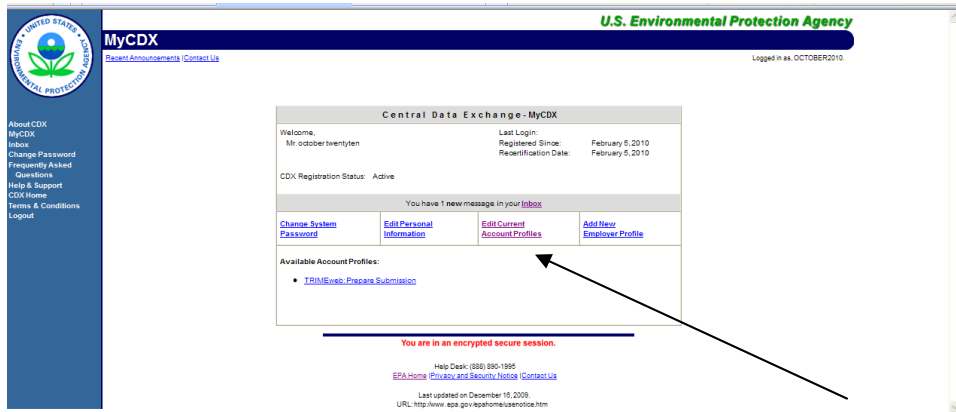 U.S. Environmental Protection Agency
UNITED STATES
ENVIRONMENTAL PROTECTION AGENCY
MyCDX
Recent Announcements | Contact Us
Logged in as, OCTOBER2010.
About CDX
MyCDX
Inbox
Change Password
Frequently Asked
Questions
Help & Support
CDX Home
Terms & Conditions
Logout
Central Data Exchange - MyCDX
Welcome,
Mr. october twentyten
Last Login:
Registered Since: February 5, 2010
Recertification Date: February 5, 2010
CDX Registration Status: Active
You have 1 new message in your Inbox
Change System
Password
Edit Personal
Information
Edit Current
Account Profiles
Add New
Employer Profile
Available Account Profiles:
• TRIMEweb: Prepare Submission
You are in an encrypted secure session.
Help Desk: (888) 890-1995
EPA Home | Privacy and Security Notice | Contact Us
Last updated on December 16, 2009.
URL: http://www.epa.gov/epahome/usenotice.htm